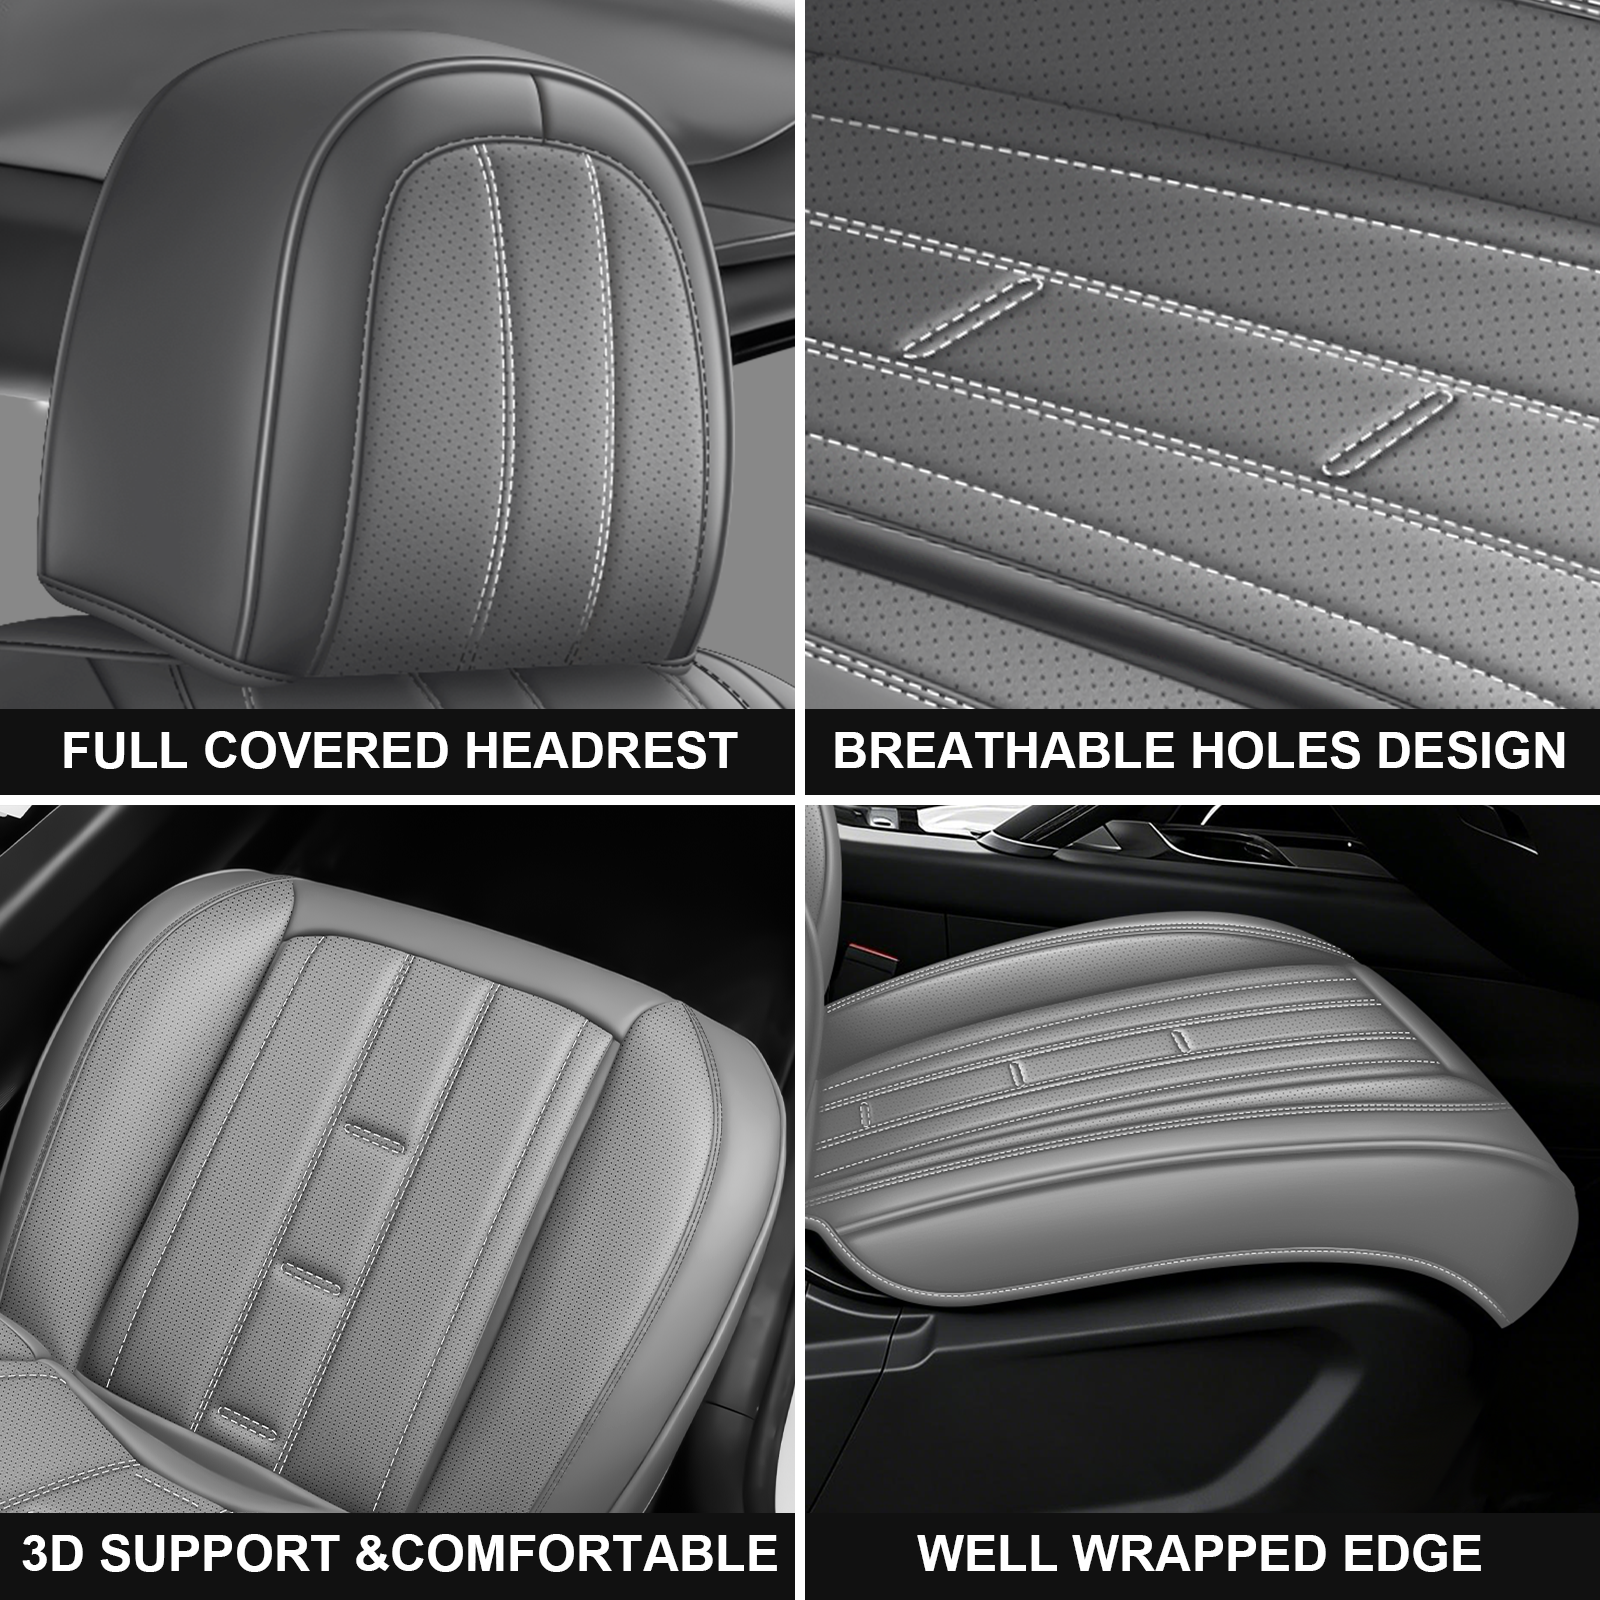 FULL COVERED HEADREST
BREATHABLE HOLES DESIGN
3D SUPPORT &COMFORTABLE
WELL WRAPPED EDGE